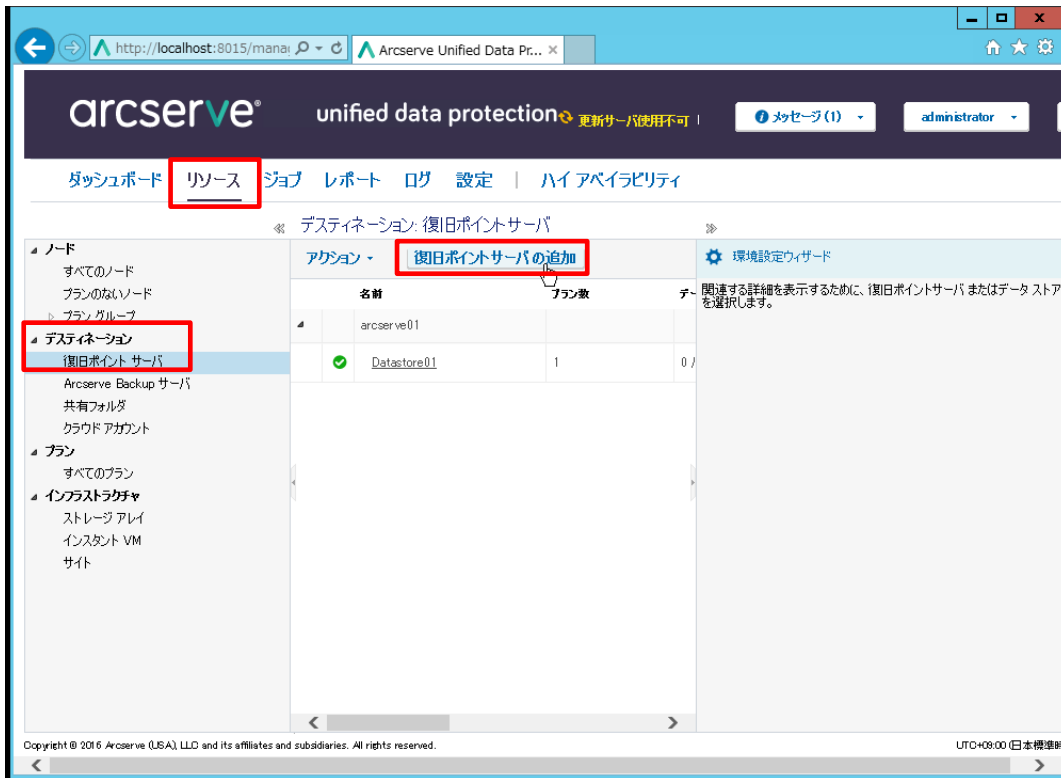 http://localhost:8015/mana
Arcserve Unified Data Pr...
arcserve®
unified data protection
更新サーバ使用不可
メッセージ (1)
administrator
ダッシュボード リソース ジョブ レポート ログ 設定 | ハイ アベイラビリティ
デスティネーション: 復旧ポイントサーバ
ノード
すべてのノード
プランのないノード
プラン グループ
デスティネーション
復旧ポイント サーバ
Arcserve Backup サーバ
共有フォルダ
クラウド アカウント
プラン
すべてのプラン
インフラストラクチャ
ストレージ アレイ
インスタント VM
サイト
アクション 復旧ポイントサーバの追加
名前 プラン数 デー
arcserve01
Datastore01 1 0 /
環境設定ウィザード
関連する詳細を表示するために、復旧ポイントサーバ またはデータ ストア
を選択します。
Copyright © 2016 Arcserve (USA), LLC and its affiliates and subsidiaries. All rights reserved.
UTC+09:00 (日本標準時